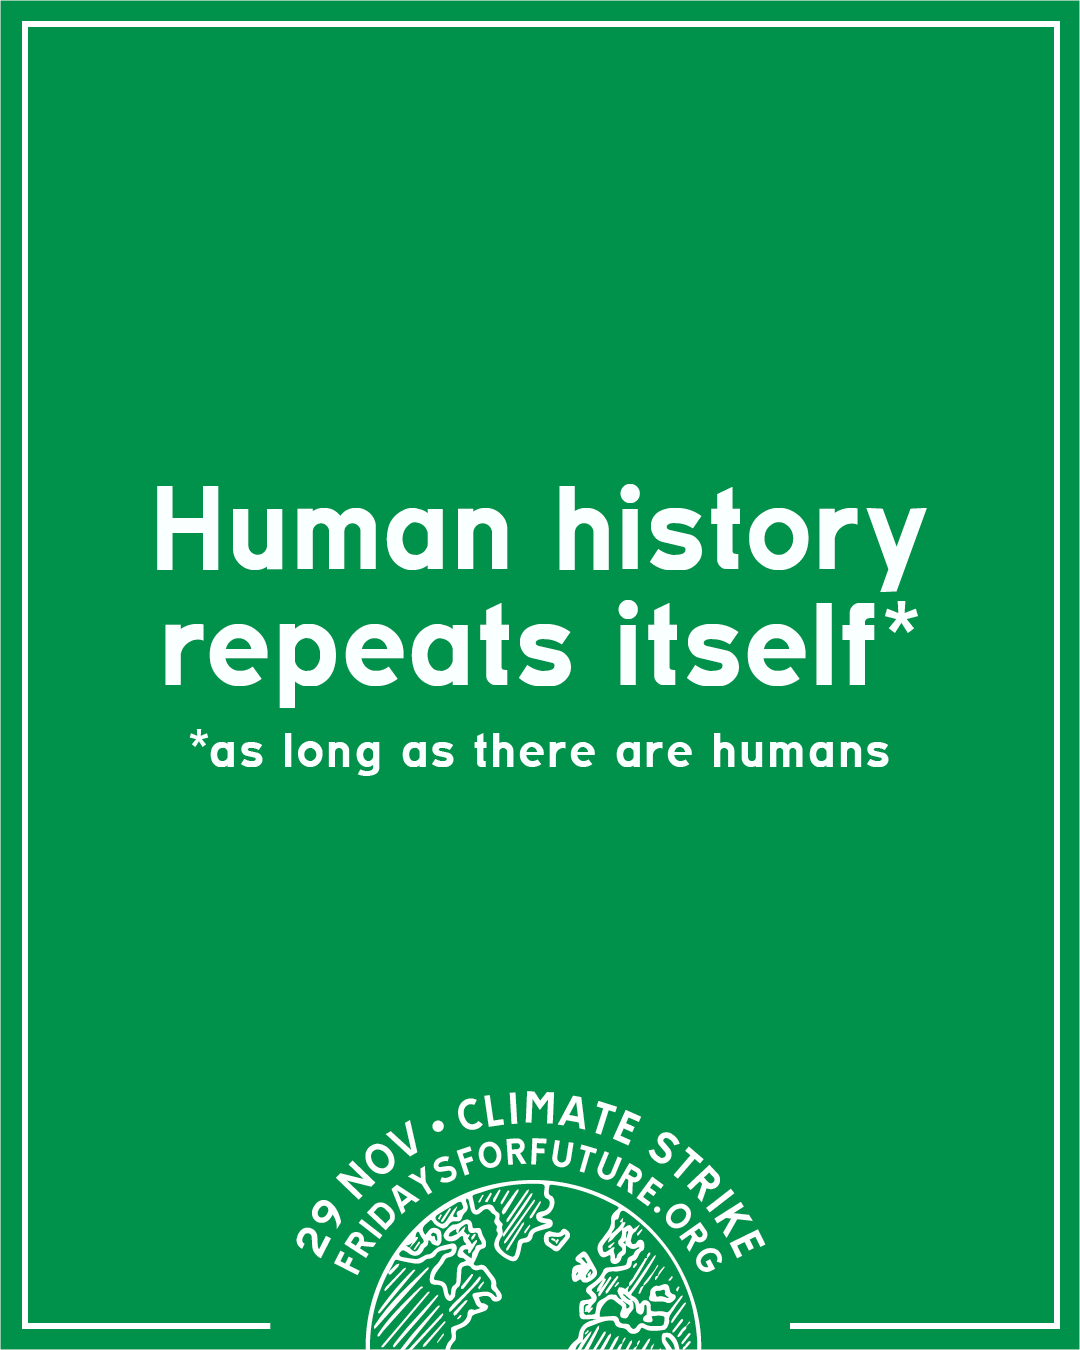 Human history
repeats itself*
*as long as there are humans
29 NOV • CLIMATE STRIKE
FRIDAYSFORFUTURE.ORG